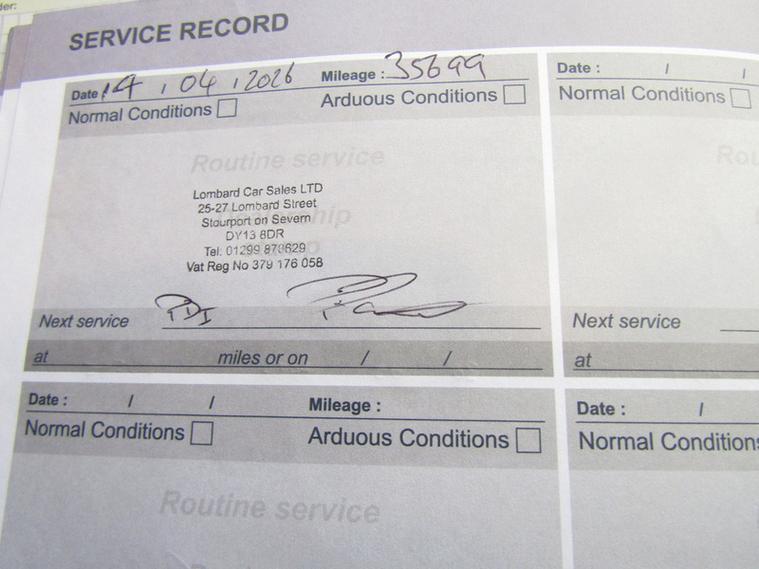 der:
SERVICE RECORD
Date 14 / 04 / 2026 Mileage : 35699
Normal Conditions Arduous Conditions
Routine service
Lombard Car Sales LTD
25-27 Lombard Street
Stourport on Severn
DY13 8DR
Tel: 01299 879629
Vat Reg No 379 176 058
PDI
Next service
at miles or on / /
Date : / /
Normal Conditions
Rou
Next service
at
Date : / / Mileage :
Normal Conditions Arduous Conditions
Routine service
Date : /
Normal Conditions